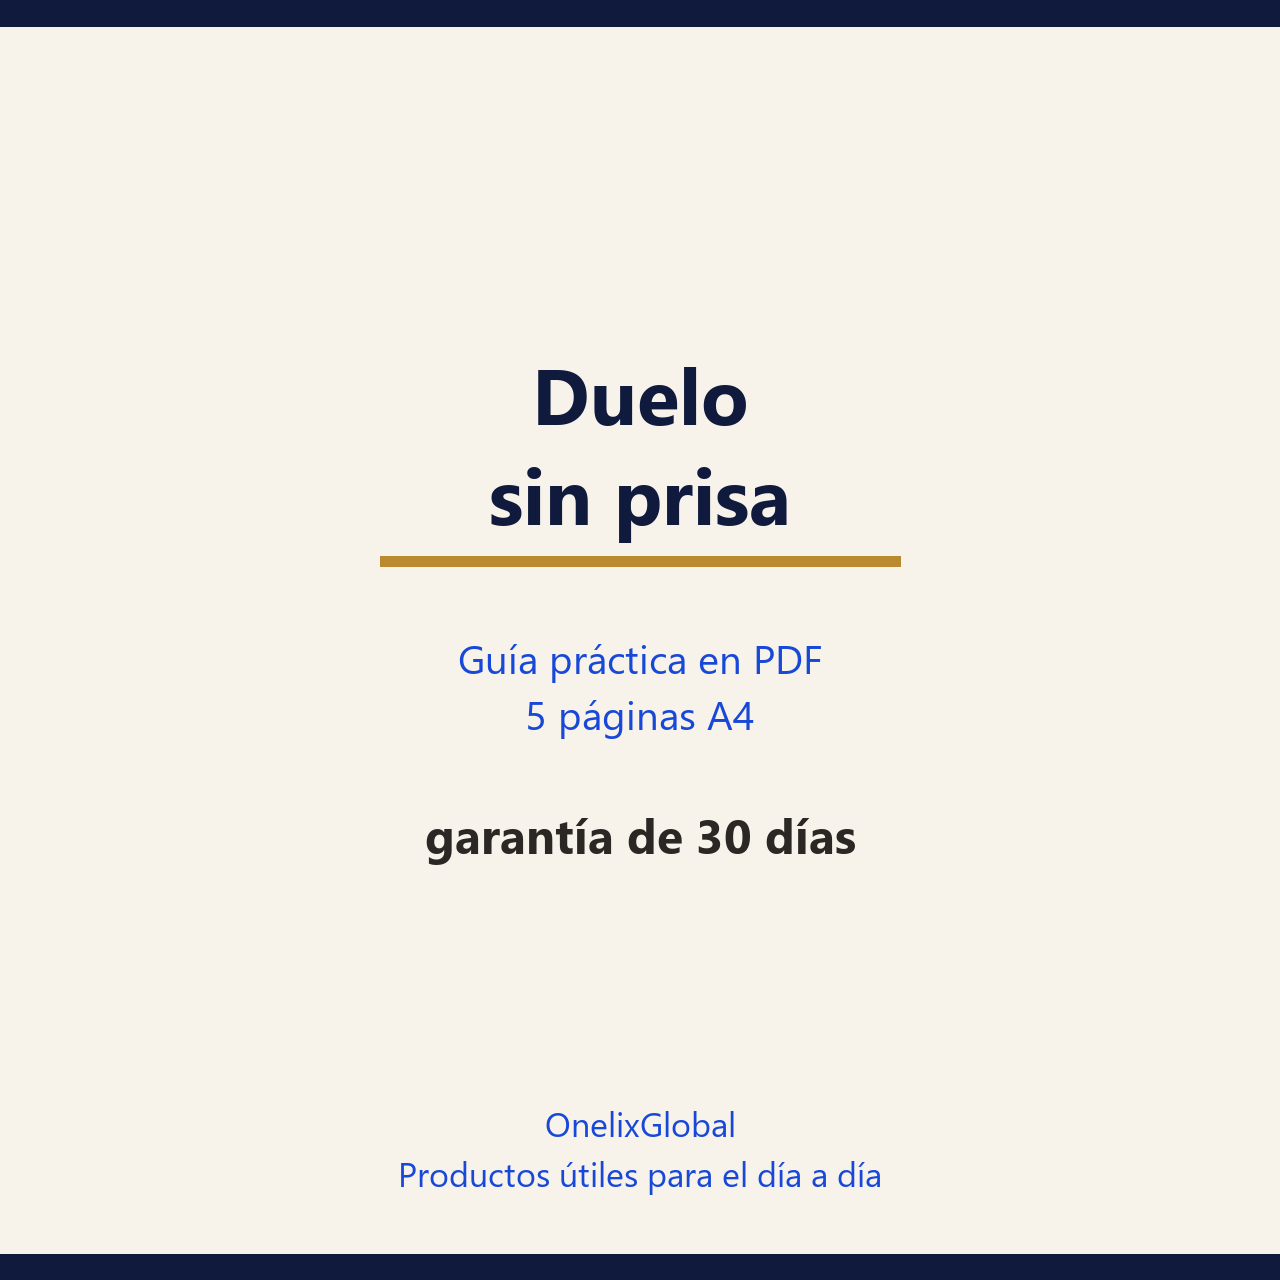 Duelo
sin prisa
Guía práctica en PDF
5 páginas A4
garantía de 30 días
OnelixGlobal
Productos útiles para el día a día